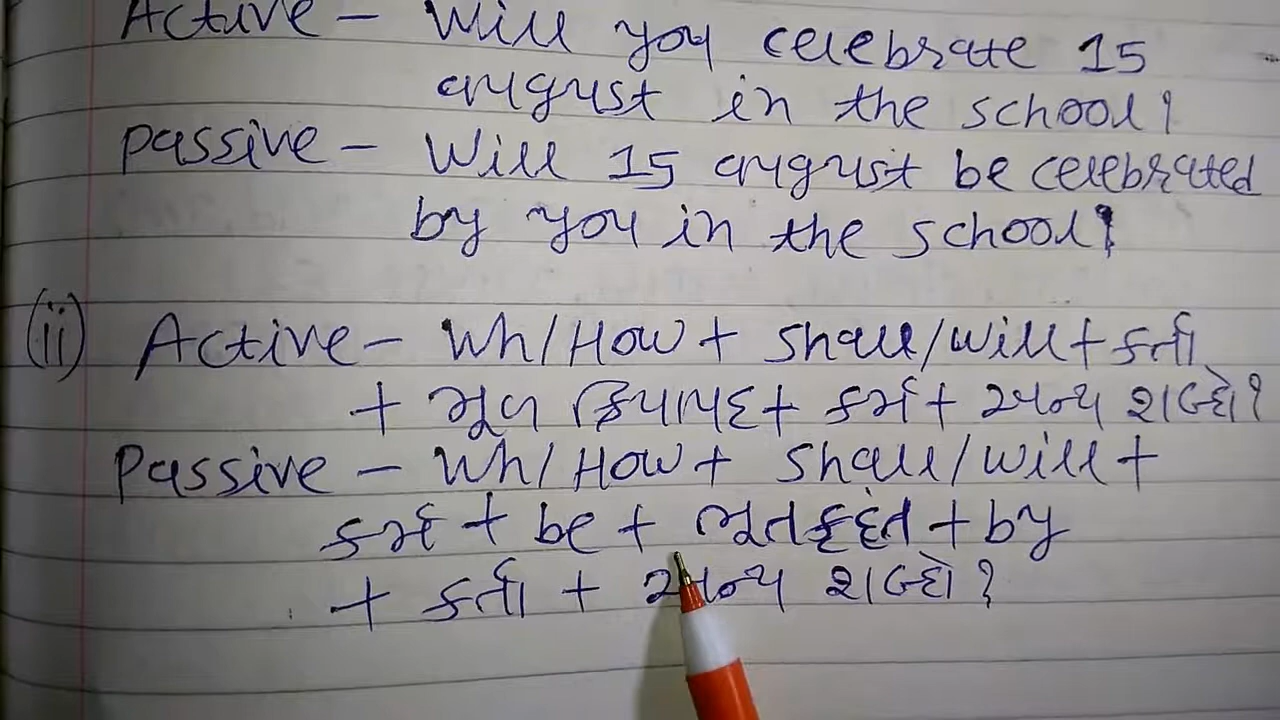 Active - Will you celebrate 15
august in the school?
Passive - Will 15 august be celebrated
by you in the school?
(ii) Active - Wh/How + Shall/Will + કર્તા
+ મૂળ ક્રિયાપદ + કર્મ + અન્ય શબ્દો?
Passive - Wh/How + Shall/Will +
કર્મ + be + ભૂતકૃદંત + by
+ કર્તા + અન્ય શબ્દો?